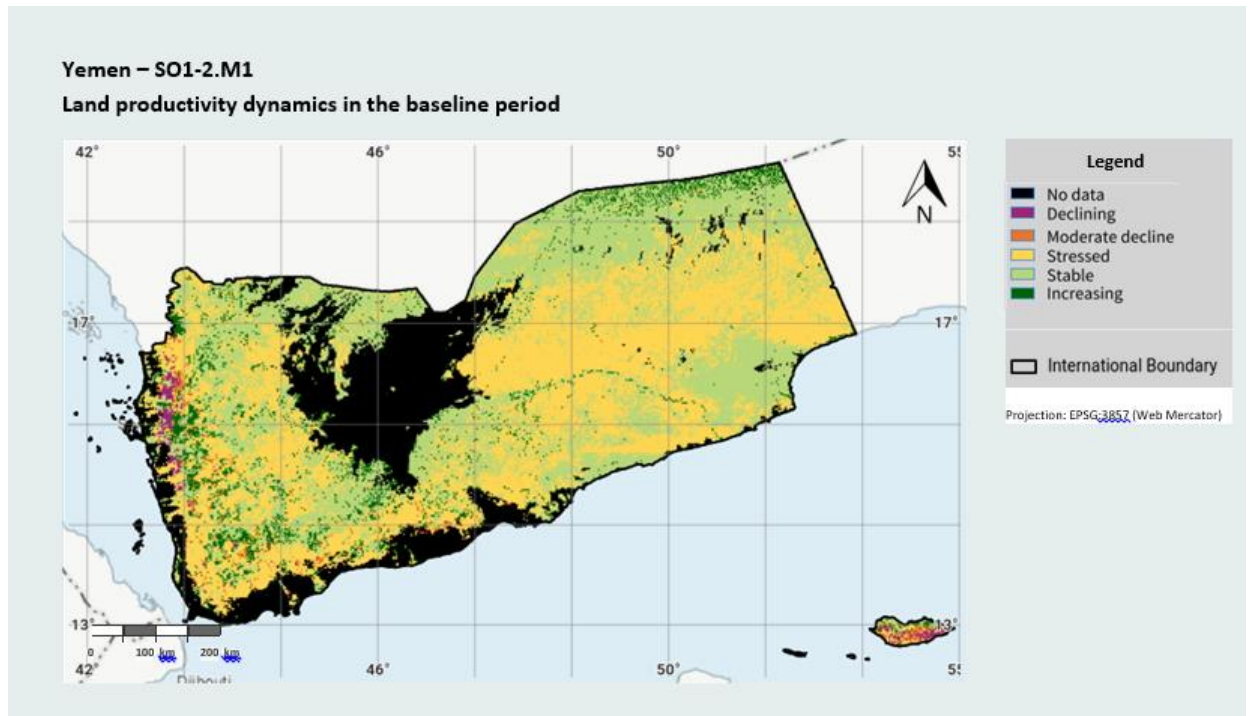 Yemen – SO1-2.M1
Land productivity dynamics in the baseline period
42° 46° 50° 5
N
17° 17°
13° 13°
0 100 km 200 km
42° 46° 50° 55
Djibouti
Legend
No data
Declining
Moderate decline
Stressed
Stable
Increasing
International Boundary
Projection: EPSG:3857 (Web Mercator)